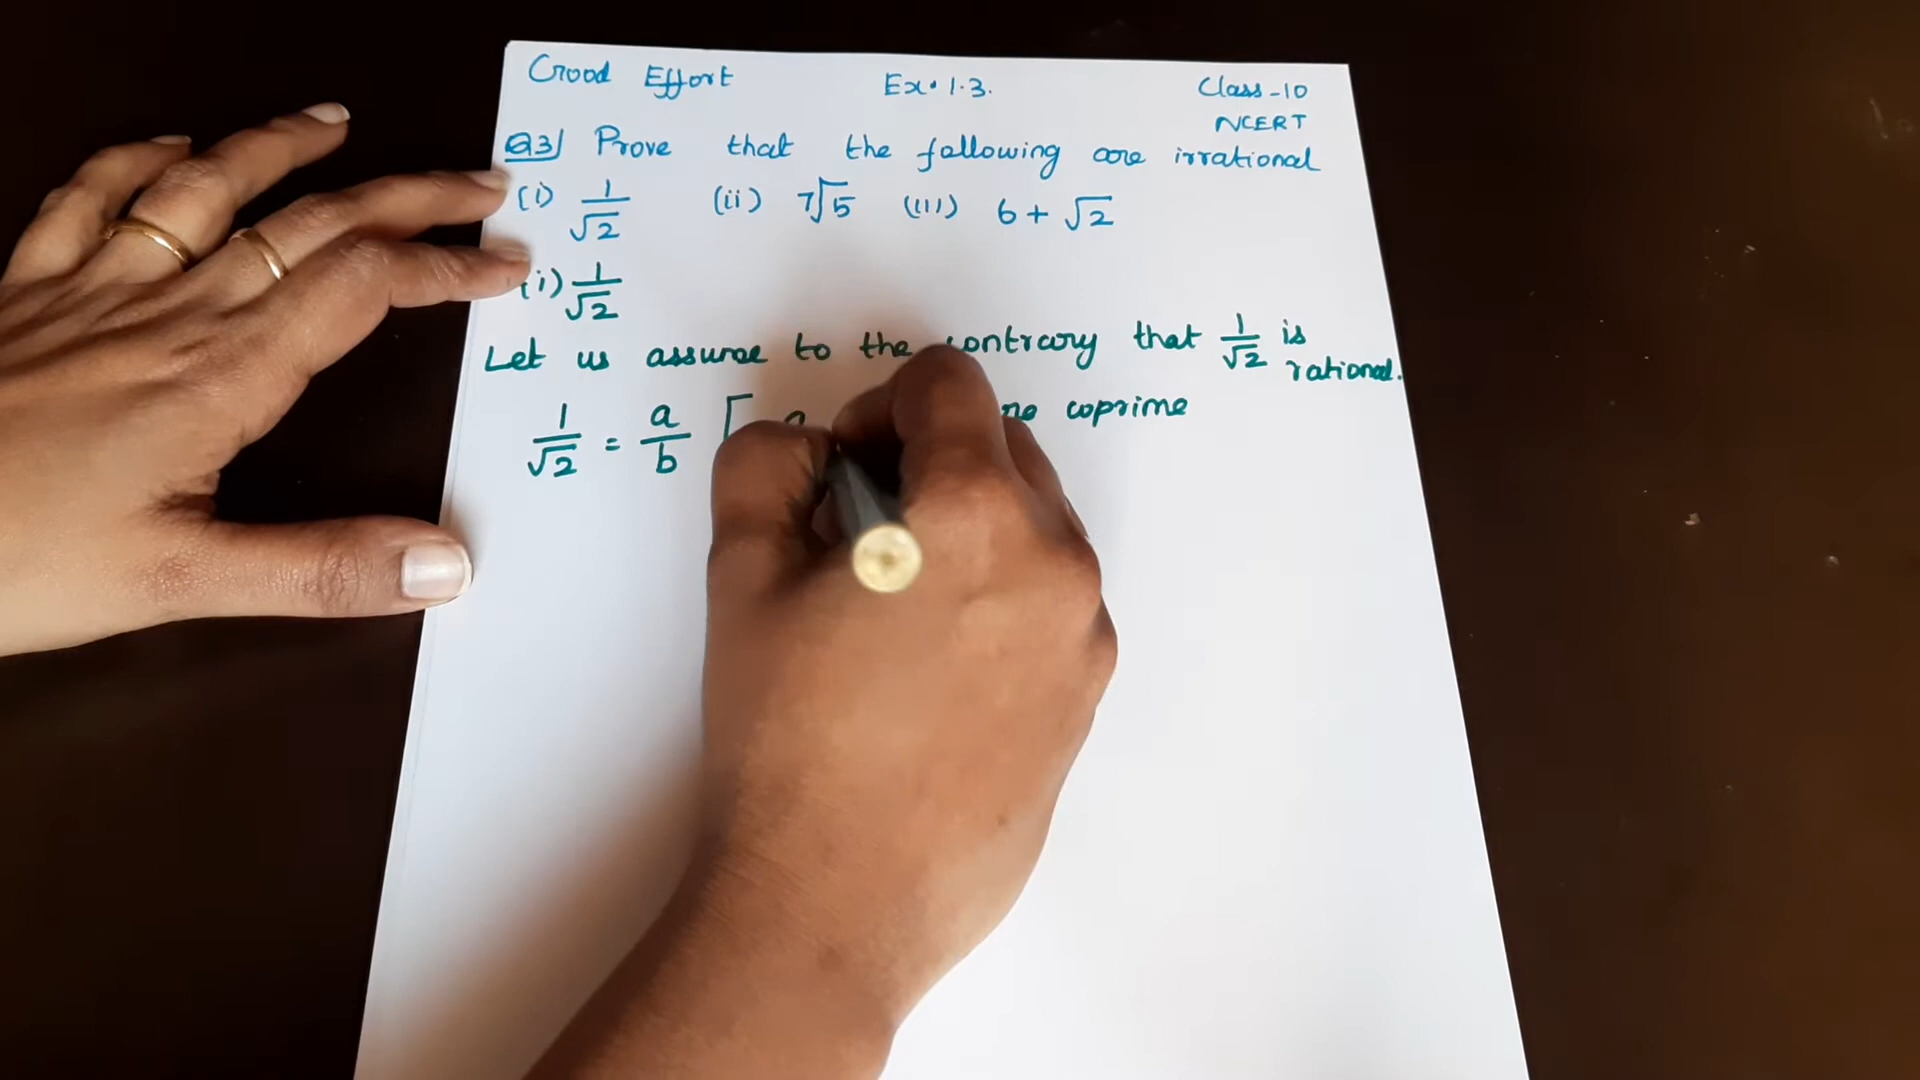 Good Effort Ex. 1.3. Class-10
NCERT
Q3/ Prove that the following are irrational
(i) 1/√2 (ii) 7√5 (iii) 6 + √2
(i) 1/√2
Let us assume to the contrary that 1/√2 is
rational.
1/√2 = a/b [ a coprime